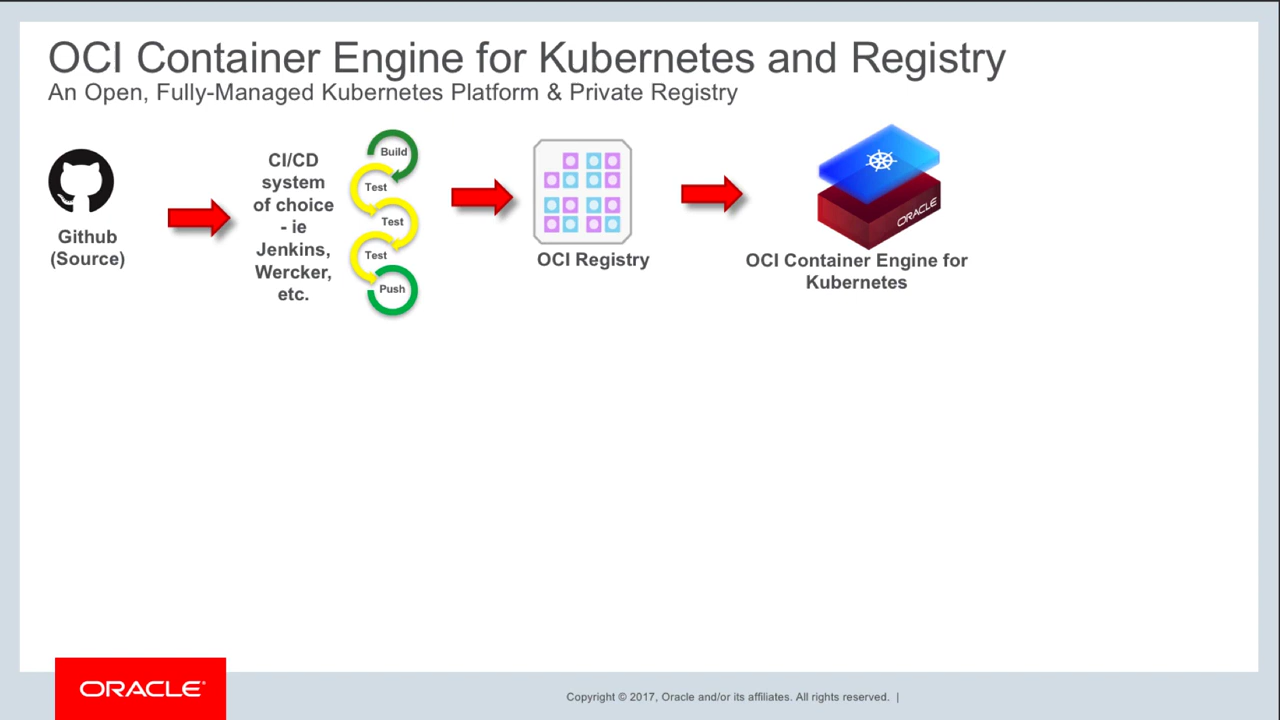 OCI Container Engine for Kubernetes and Registry
An Open, Fully-Managed Kubernetes Platform & Private Registry
Github
(Source)
CI/CD
system
of choice
- ie
Jenkins,
Wercker,
etc.
Build
Test
Test
Test
Push
OCI Registry
ORACLE
OCI Container Engine for
Kubernetes
ORACLE®
Copyright © 2017, Oracle and/or its affiliates. All rights reserved. |